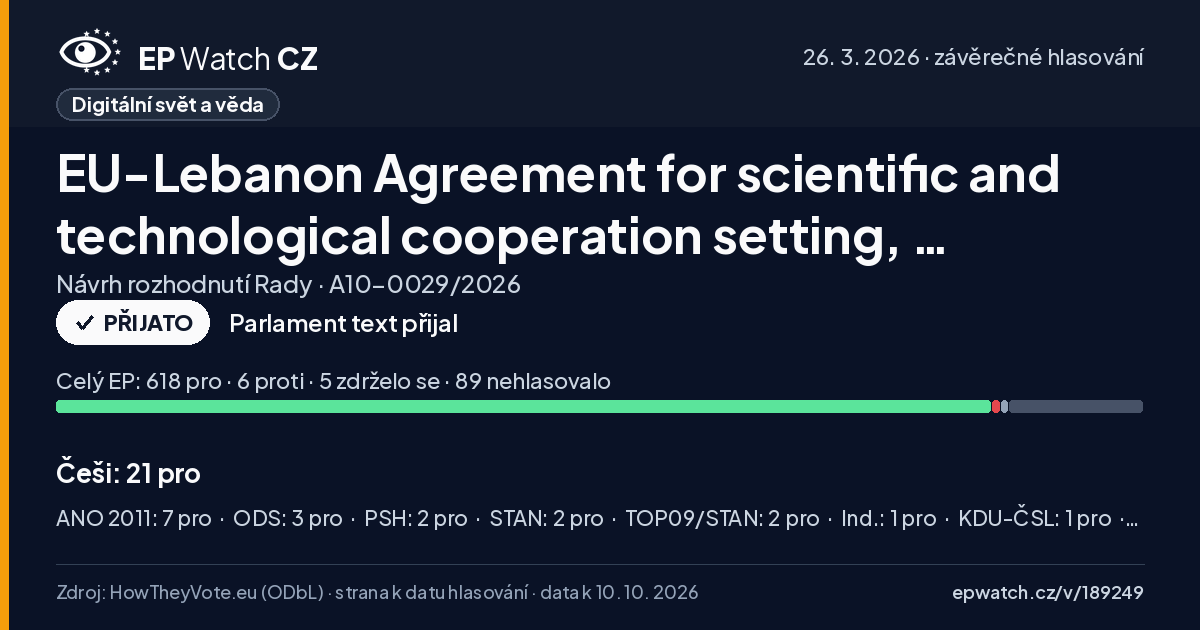 EP Watch CZ
26. 3. 2026 · závěrečné hlasování
Digitální svět a věda
EU–Lebanon Agreement for scientific and
technological cooperation setting, …
Návrh rozhodnutí Rady · A10–0029/2026
✓ PŘIJATO Parlament text přijal
Celý EP: 618 pro · 6 proti · 5 zdrželo se · 89 nehlasovalo
Češi: 21 pro
ANO 2011: 7 pro · ODS: 3 pro · PSH: 2 pro · STAN: 2 pro · TOP09/STAN: 2 pro · Ind.: 1 pro · KDU-ČSL: 1 pro ·…
Zdroj: HowTheyVote.eu (ODbL) · strana k datu hlasování · data k 10. 10. 2026
epwatch.cz/v/189249